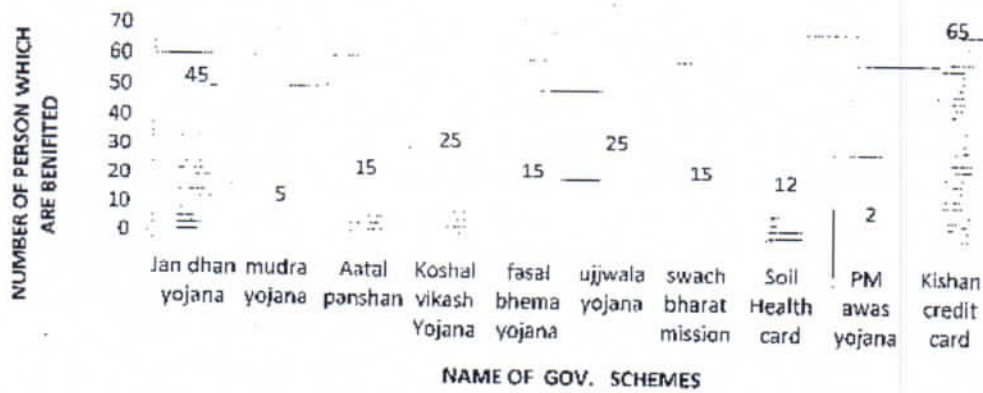 NUMBER OF PERSON WHICH
ARE BENIFITED
70
60
50
40
30
20
10
0
45
5
15
25
15
25
15
12
2
65
Jan dhan yojana
mudra yojana
Aatal panshan
Koshal vikash Yojana
fasal bhema yojana
ujjwala yojana
swach bharat mission
Soil Health card
PM awas yojana
Kishan credit card
NAME OF GOV. SCHEMES